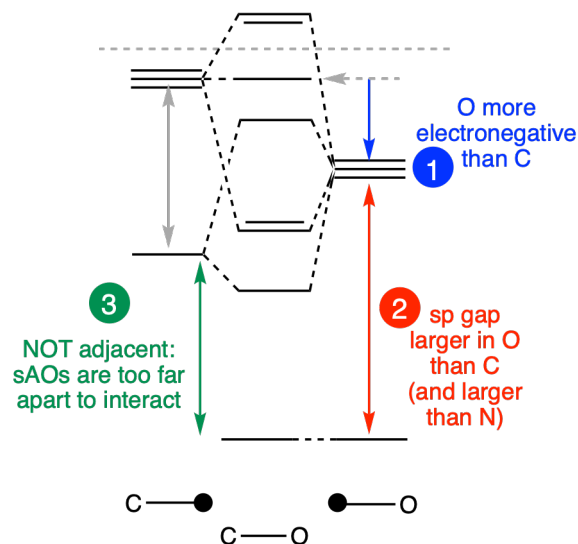 O more
electronegative
than C
1
2
sp gap
larger in O
than C
(and larger
than N)
3
NOT adjacent:
sAOs are too far
apart to interact
C
O
C
O